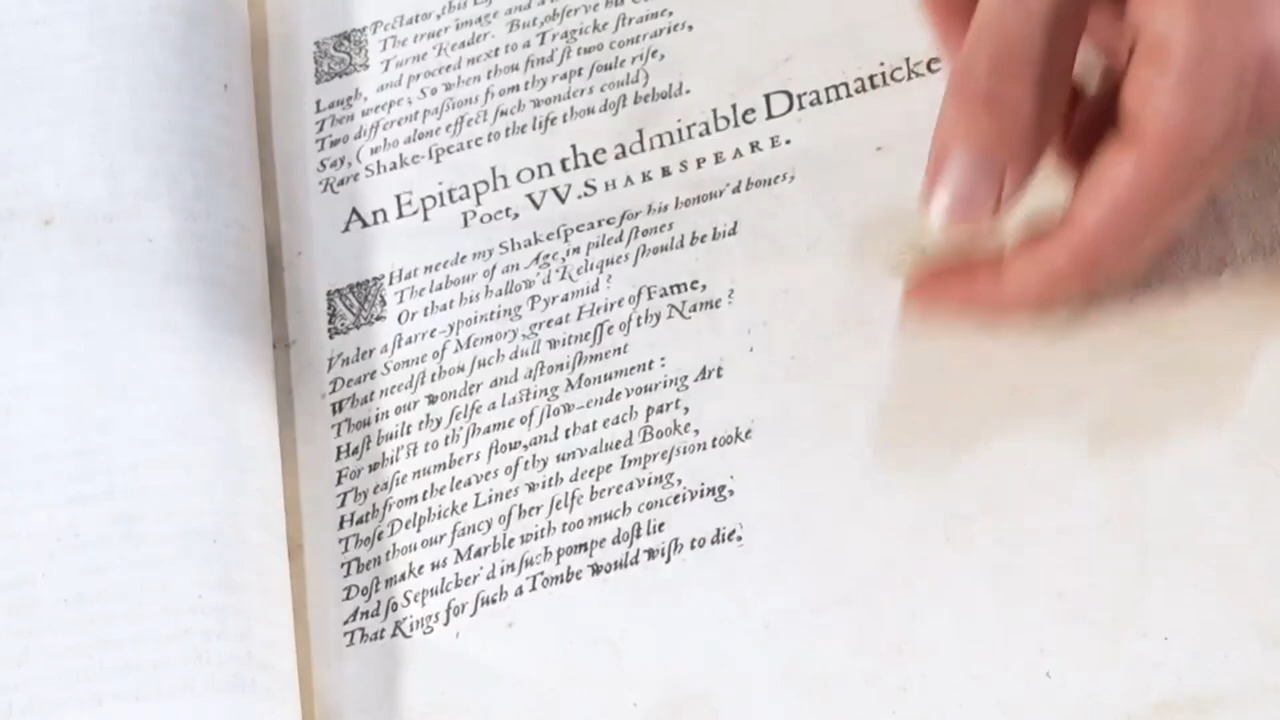 SPectator, this
The truer image and a
Turne Reader. But, obſerve his
Laugh, and proceed next to a Tragicke ſtraine,
Then weepe; So when thou find'ſt two contraries,
Two different paſsions from thy rapt ſoule riſe,
Say, (who alone effect ſuch wonders could)
Rare Shake-ſpeare to the life thou doſt behold.
An Epitaph on the admirable Dramaticke
Poet, VV. SHAKESPEARE.
WHat neede my Shakeſpeare for his honour'd bones,
The labour of an Age, in piled ſtones
Or that his hallow'd Reliques ſhould be hid
Vnder a ſtarre-ypointing Pyramid?
Deare Sonne of Memory, great Heire of Fame,
What needſt thou ſuch dull witneſſe of thy Name?
Thou in our wonder and aſtoniſhment
Haſt built thy ſelfe a laſting Monument:
For whil'ſt to th' ſhame of ſlow-endevouring Art
Thy eaſie numbers flow, and that each part,
Hath from the leaves of thy unvalued Booke,
Thoſe Delphicke Lines with deepe Impreſsion tooke
Then thou our fancy of her ſelfe bereaving,
Doſt make us Marble with too much conceiving;
And ſo Sepulcher'd in ſuch pompe doſt lie
That Kings for ſuch a Tombe would wiſh to die.